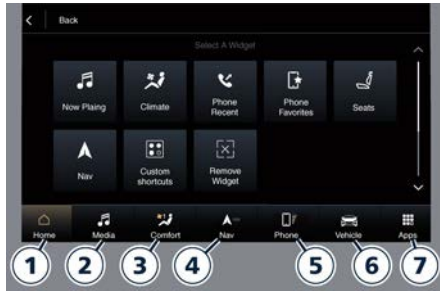 Back
Select A Widget
Now Plaing
Climate
Phone
Recent
Phone
Favorites
Seats
Nav
Custom
shortcuts
Remove
Widget
Home
Media
Comfort
Nav
Phone
Vehicle
Apps
1
2
3
4
5
6
7